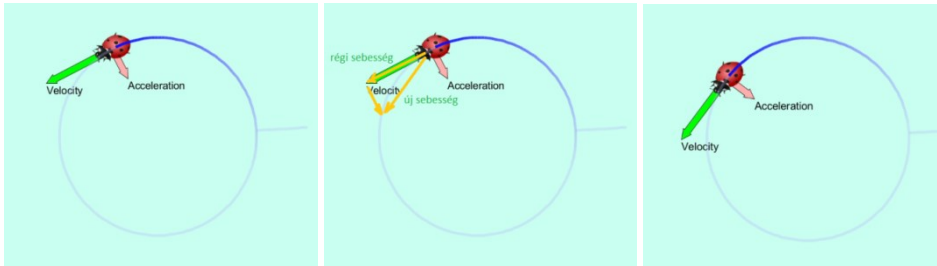 Velocity
Acceleration
régi sebesség
Velocity
Acceleration
új sebesség
Acceleration
Velocity